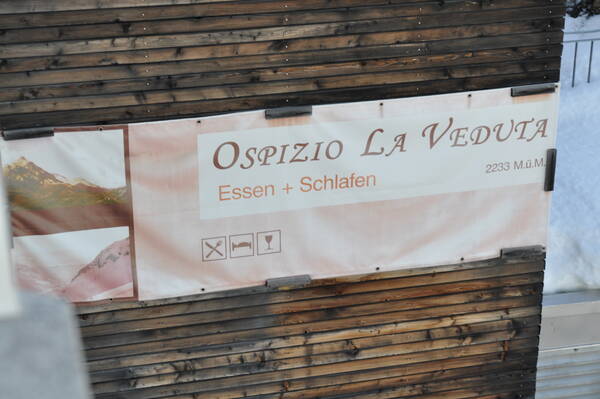 OSPIZIO LA VEDUTA
Essen + Schlafen
2233 M.ü.M.